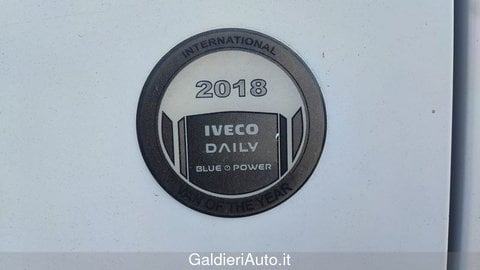 INTERNATIONAL
2018
IVECO
DAILY
BLUE POWER
VAN OF THE YEAR
GaldieriAuto.it